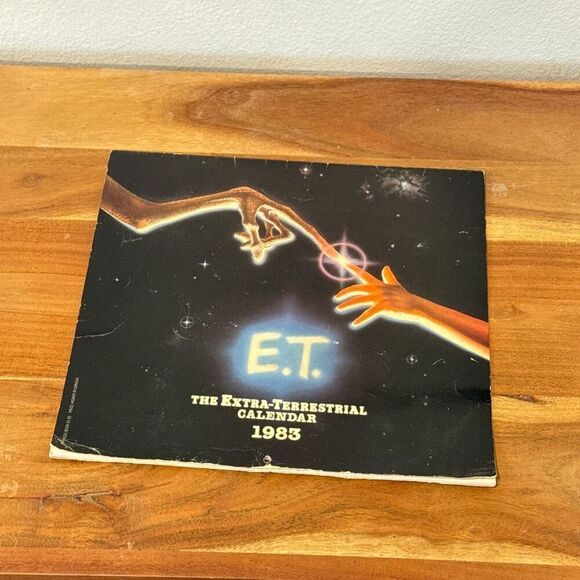 E.T.
THE EXTRA-TERRESTRIAL
CALENDAR
1983